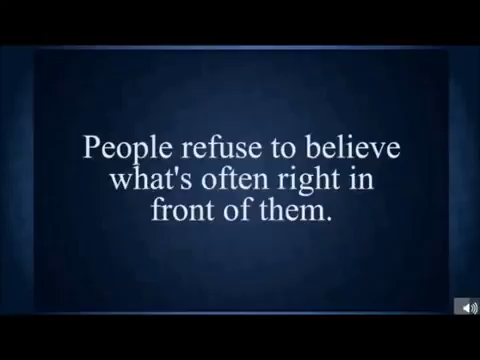 People refuse to believe
what's often right in
front of them.